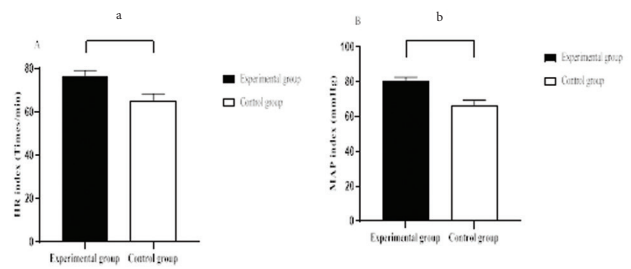 a
A
HR index (Times/min)
80
60
40
20
0
Experimental group
Control group
Experimental group
Control group
b
B
MAP index (mmHg)
100
80
60
40
20
0
Experimental group
Control group
Experimental group
Control group